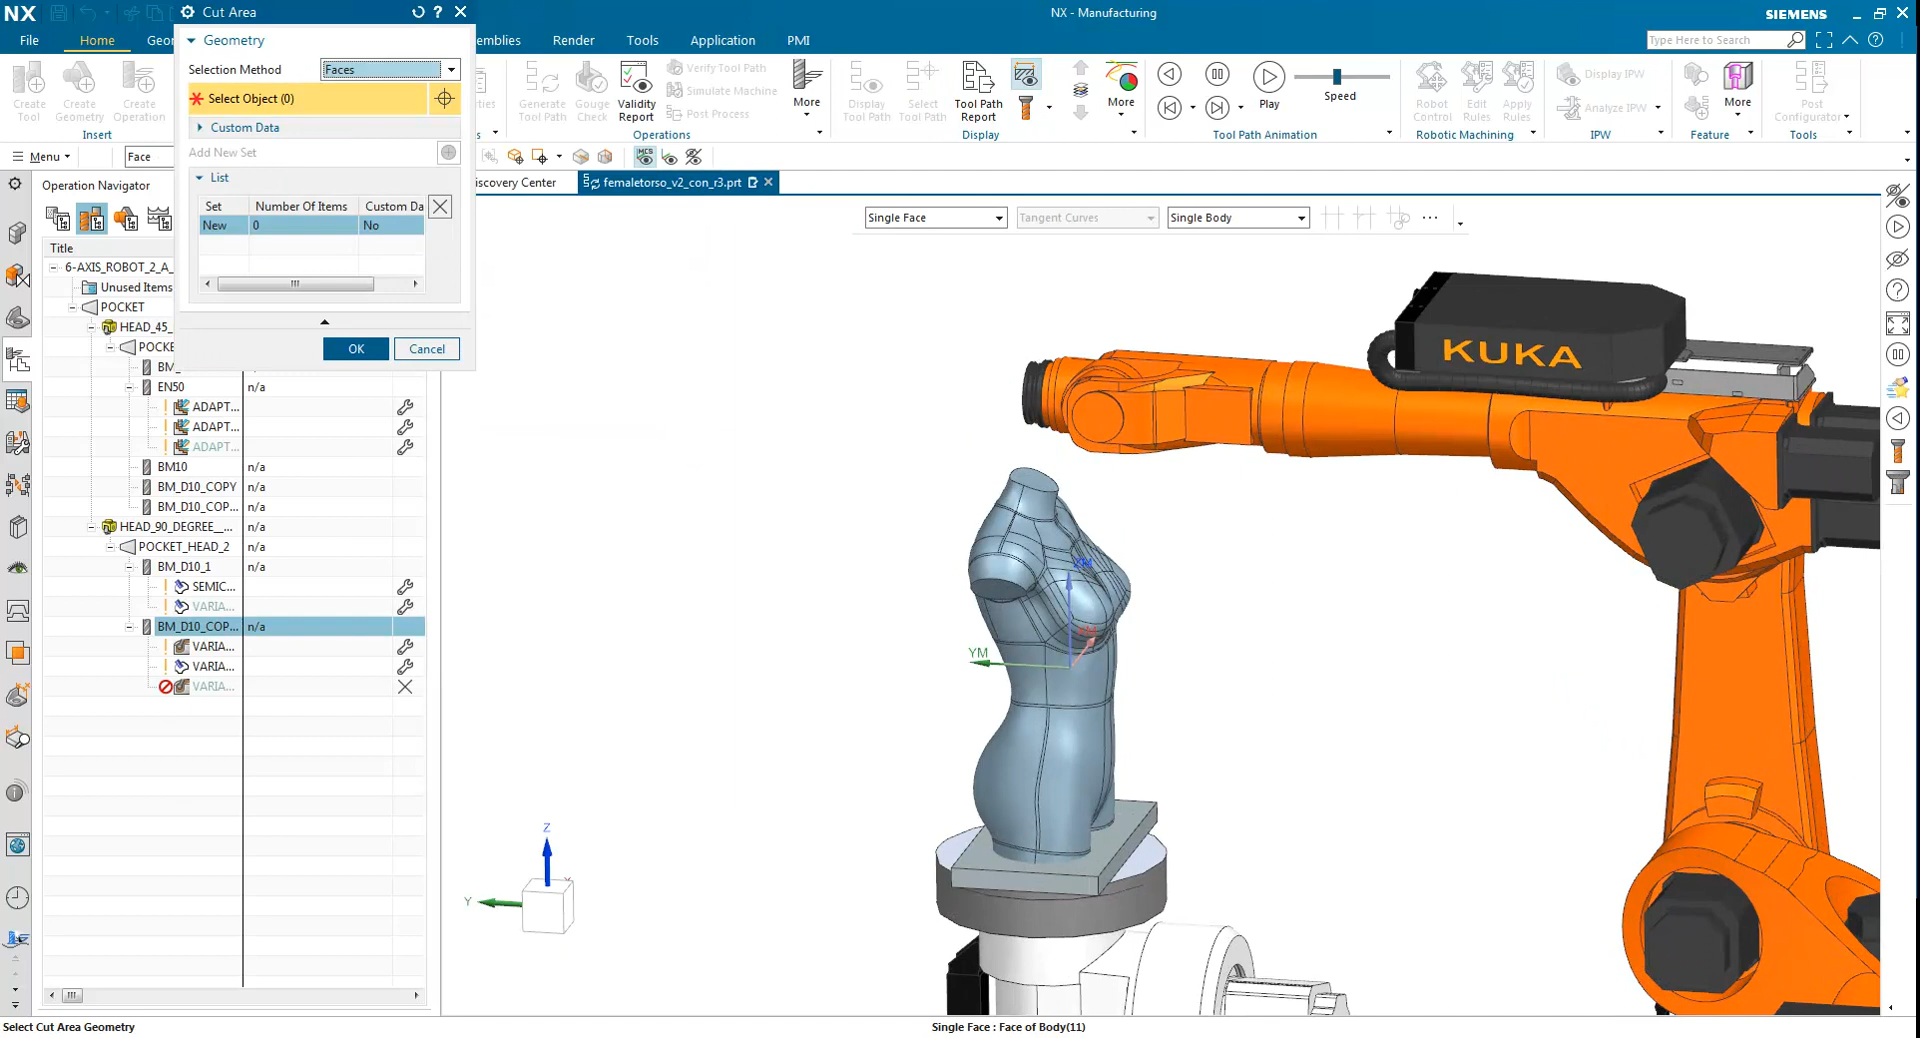 NX
Cut Area
NX - Manufacturing
SIEMENS
File
Home
Geo
emblies
Render
Tools
Application
PMI
Type Here to Search
Geometry
Selection Method
Faces
Select Object (0)
Custom Data
Add New Set
List
Set
Number Of Items
Custom Da
New
0
No
OK
Cancel
Create Tool
Create Geometry
Create Operation
Insert
ties
Generate Tool Path
Gouge Check
Validity Report
Verify Tool Path
Simulate Machine
Post Process
More
Operations
Display Tool Path
Select Tool Path
Tool Path Report
More
Display
Play
Speed
Tool Path Animation
Robot Control
Edit Rules
Apply Rules
Robotic Machining
Display IPW
Analyze IPW
IPW
More
Feature
Post Configurator
Tools
Menu
Face
MCS
Operation Navigator
iscovery Center
femaletorso_v2_con_r3.prt
Single Face
Tangent Curves
Single Body
Title
6-AXIS_ROBOT_2_A_
Unused Items
POCKET
HEAD_45_
POCKE
BM_
EN50
n/a
ADAPT...
ADAPT...
ADAPT...
BM10
n/a
BM_D10_COPY
n/a
BM_D10_COP...
n/a
HEAD_90_DEGREE__...
n/a
POCKET_HEAD_2
n/a
BM_D10_1
n/a
SEMIC...
VARIA...
BM_D10_COP...
n/a
VARIA...
VARIA...
VARIA...
KUKA
ZM
XM
YM
Z
Y
Select Cut Area Geometry
Single Face : Face of Body(11)